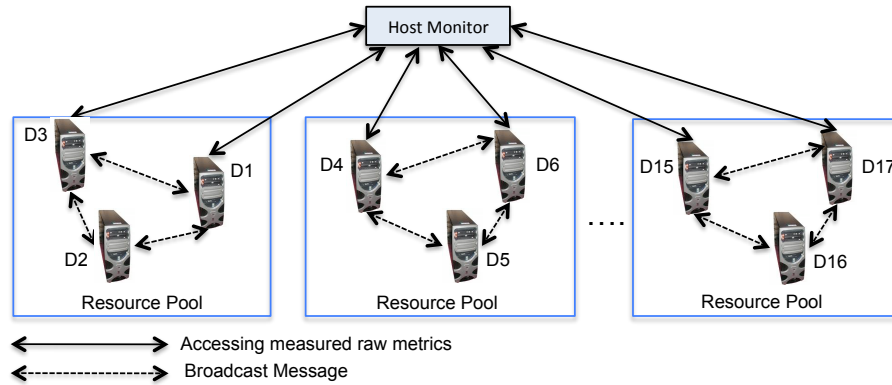 Host Monitor
D3
D1
D2
Resource Pool
D4
D6
D5
Resource Pool
....
D15
D17
D16
Resource Pool
Accessing measured raw metrics
Broadcast Message